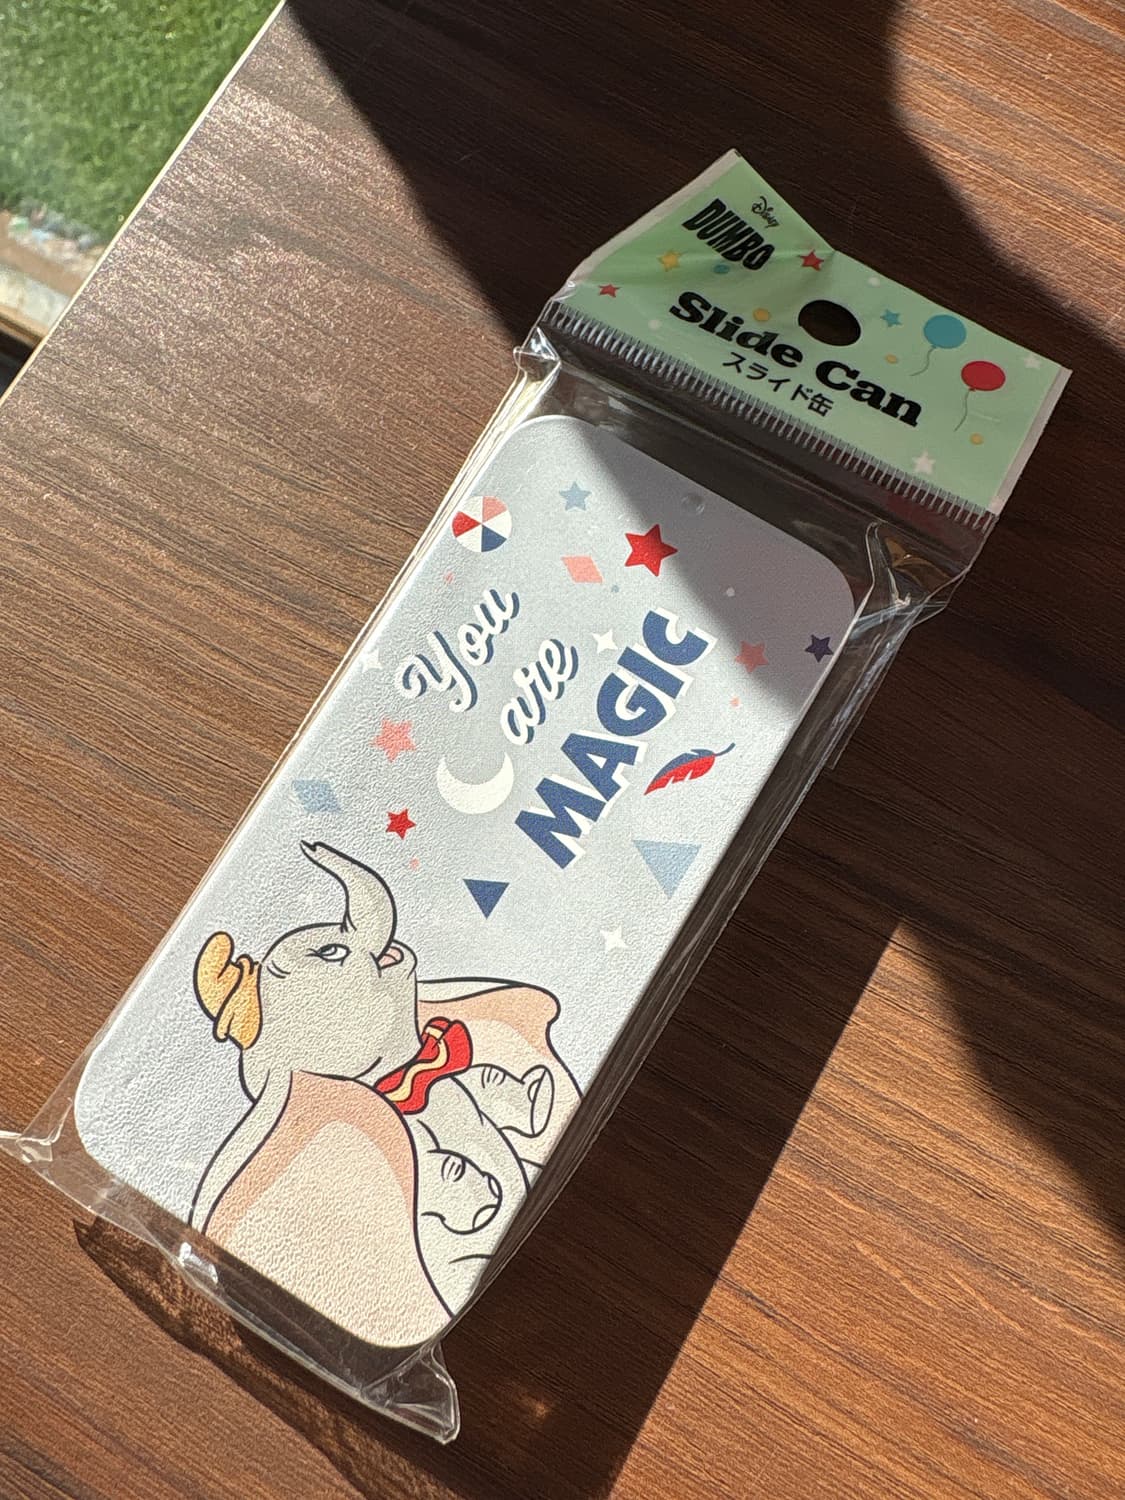 Disney
DUMBO
Slide Can
スライド缶
You
are
MAGIC